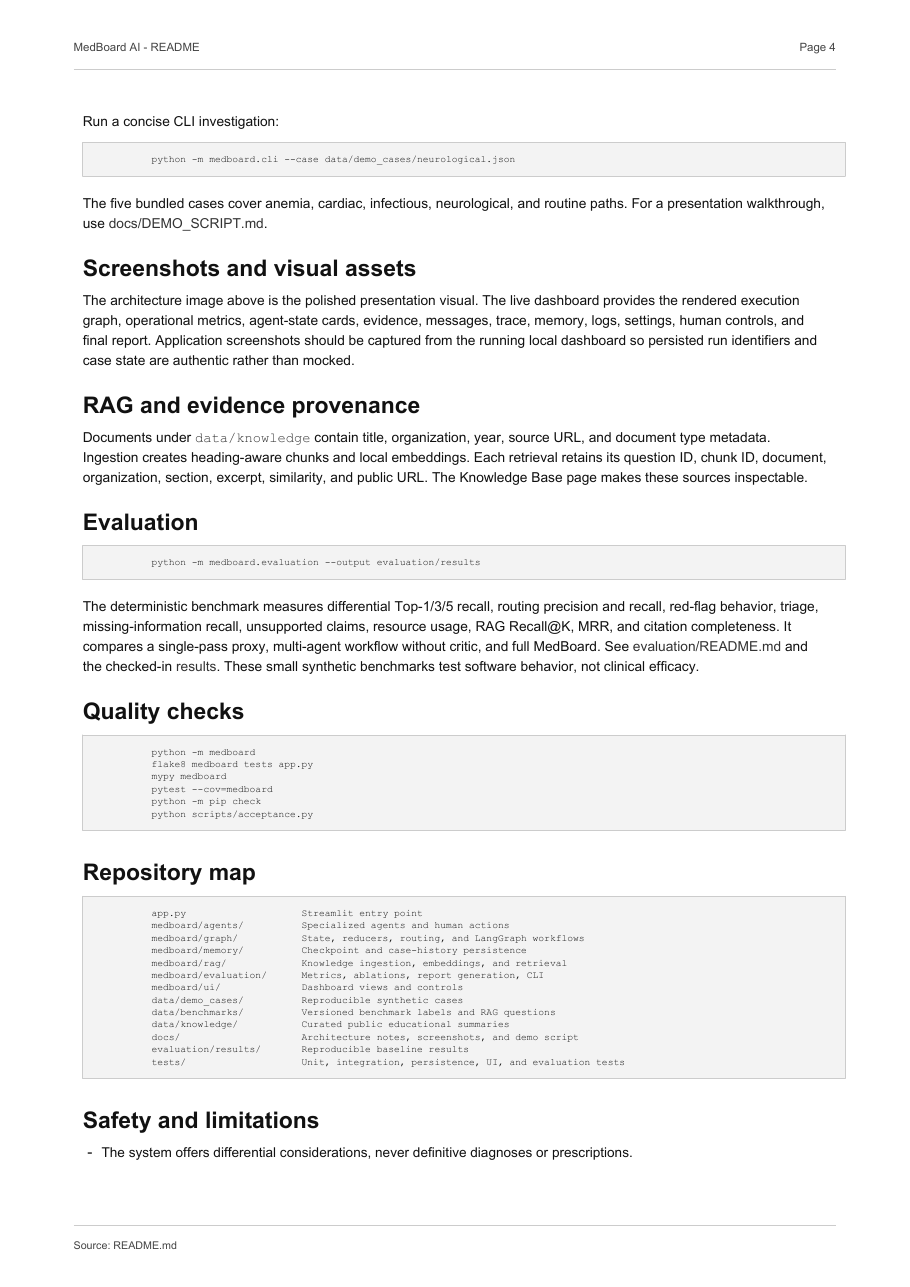 MedBoard AI - README Page 4
Run a concise CLI investigation:
python -m medboard.cli --case data/demo_cases/neurological.json
The five bundled cases cover anemia, cardiac, infectious, neurological, and routine paths. For a presentation walkthrough,
use docs/DEMO_SCRIPT.md.
Screenshots and visual assets
The architecture image above is the polished presentation visual. The live dashboard provides the rendered execution
graph, operational metrics, agent-state cards, evidence, messages, trace, memory, logs, settings, human controls, and
final report. Application screenshots should be captured from the running local dashboard so persisted run identifiers and
case state are authentic rather than mocked.
RAG and evidence provenance
Documents under data/knowledge contain title, organization, year, source URL, and document type metadata.
Ingestion creates heading-aware chunks and local embeddings. Each retrieval retains its question ID, chunk ID, document,
organization, section, excerpt, similarity, and public URL. The Knowledge Base page makes these sources inspectable.
Evaluation
python -m medboard.evaluation --output evaluation/results
The deterministic benchmark measures differential Top-1/3/5 recall, routing precision and recall, red-flag behavior, triage,
missing-information recall, unsupported claims, resource usage, RAG Recall@K, MRR, and citation completeness. It
compares a single-pass proxy, multi-agent workflow without critic, and full MedBoard. See evaluation/README.md and
the checked-in results. These small synthetic benchmarks test software behavior, not clinical efficacy.
Quality checks
python -m medboard
flake8 medboard tests app.py
mypy medboard
pytest --cov=medboard
python -m pip check
python scripts/acceptance.py
Repository map
app.py Streamlit entry point
medboard/agents/ Specialized agents and human actions
medboard/graph/ State, reducers, routing, and LangGraph workflows
medboard/memory/ Checkpoint and case-history persistence
medboard/rag/ Knowledge ingestion, embeddings, and retrieval
medboard/evaluation/ Metrics, ablations, report generation, CLI
medboard/ui/ Dashboard views and controls
data/demo_cases/ Reproducible synthetic cases
data/benchmarks/ Versioned benchmark labels and RAG questions
data/knowledge/ Curated public educational summaries
docs/ Architecture notes, screenshots, and demo script
evaluation/results/ Reproducible baseline results
tests/ Unit, integration, persistence, UI, and evaluation tests
Safety and limitations
- The system offers differential considerations, never definitive diagnoses or prescriptions.
Source: README.md